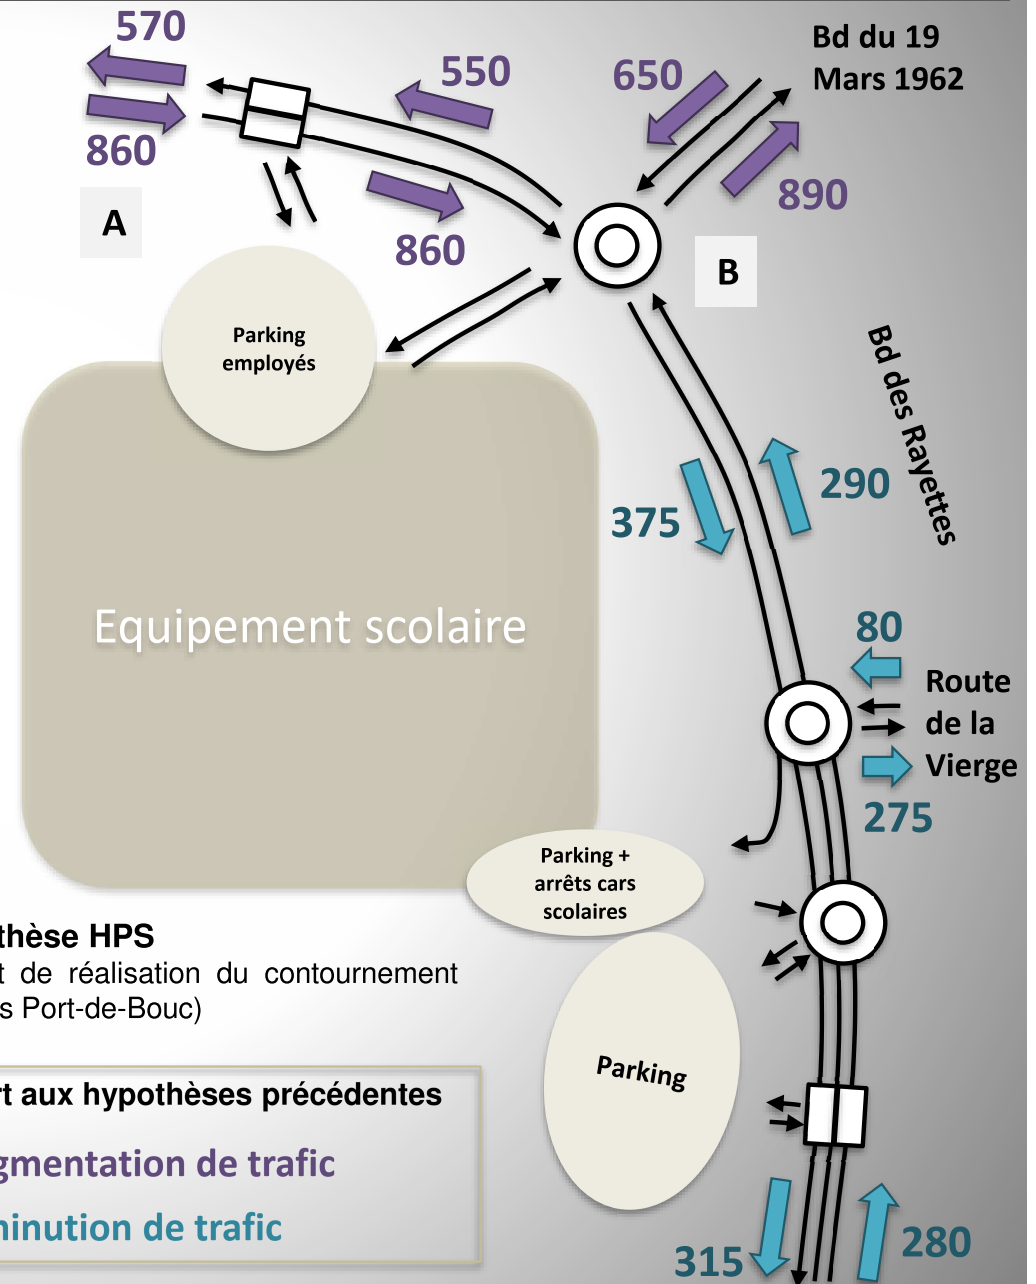 570
550
650
Bd du 19
Mars 1962
860
890
A
860
B
Parking
employés
Bd des Rayettes
290
375
Equipement scolaire
80
Route
de la
Vierge
275
Parking +
arrêts cars
scolaires
thèse HPS
t de réalisation du contournement
s Port-de-Bouc)
Parking
rt aux hypothèses précédentes
gmentation de trafic
minution de trafic
315
280